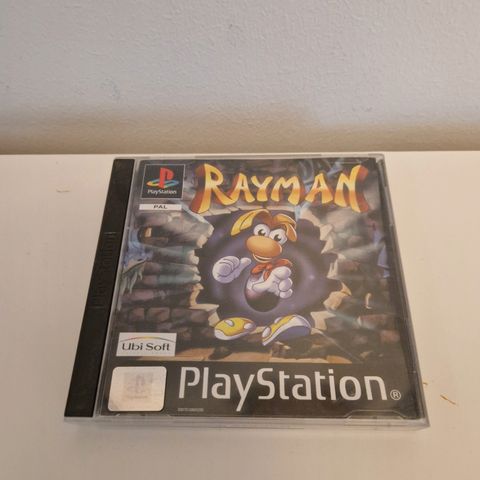 PlayStation
PAL
RAYMAN
Ubi Soft
PlayStation®
PlayStation